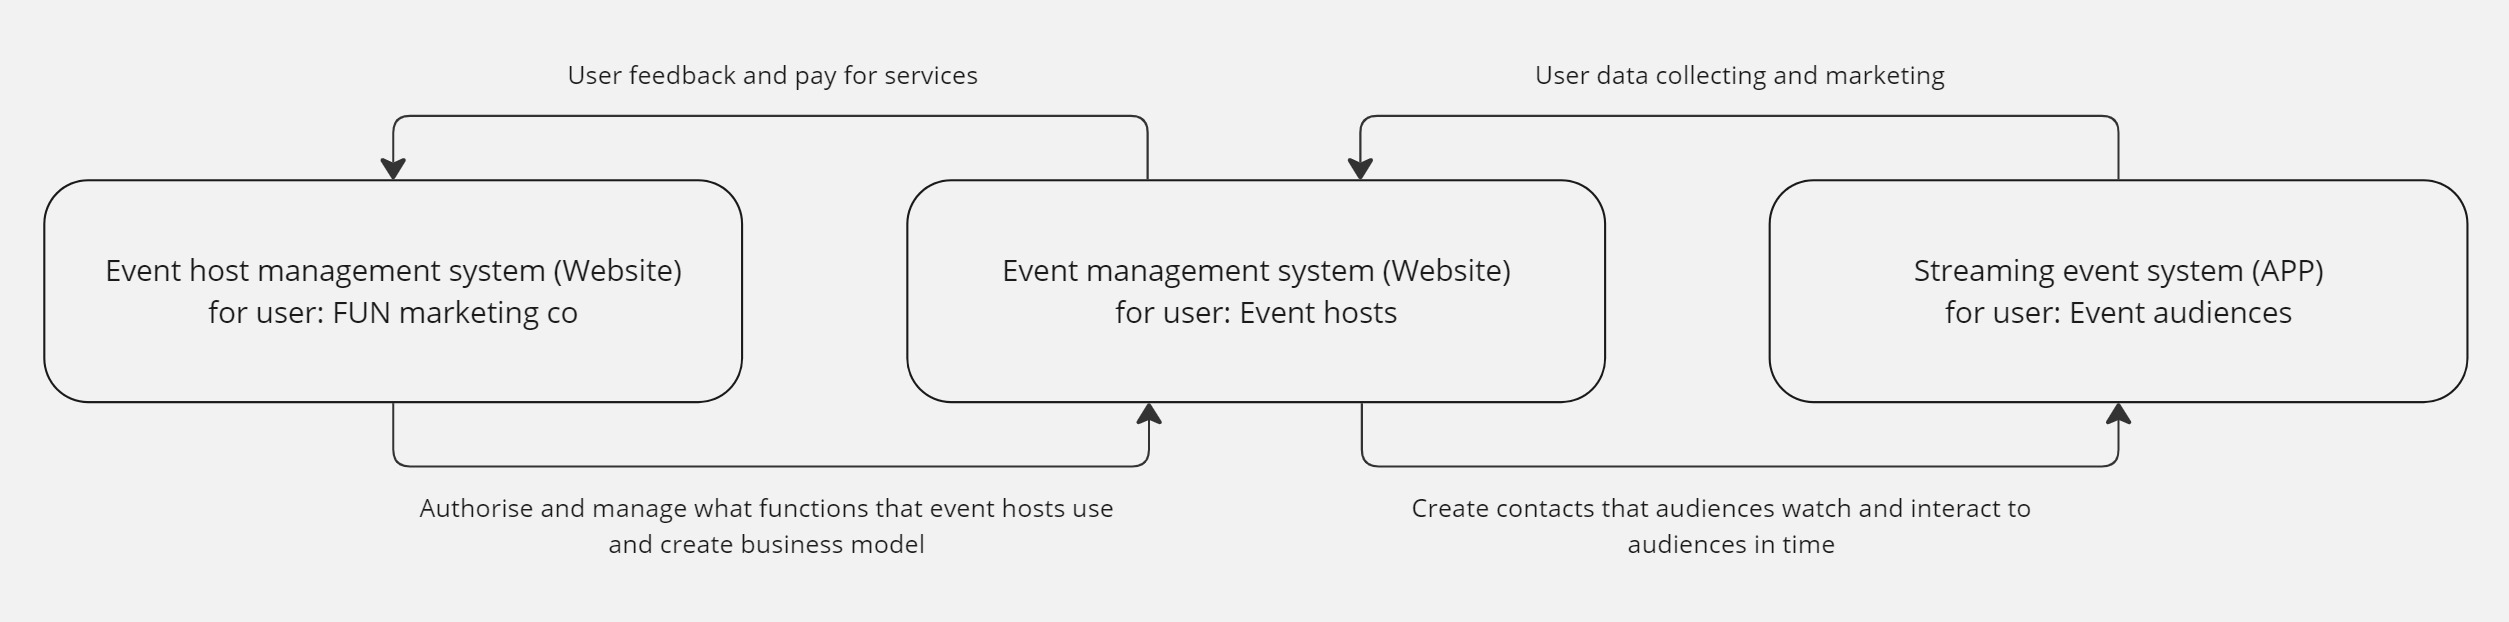 User feedback and pay for services
User data collecting and marketing
Event host management system (Website)
for user: FUN marketing co
Event management system (Website)
for user: Event hosts
Streaming event system (APP)
for user: Event audiences
Authorise and manage what functions that event hosts use
and create business model
Create contacts that audiences watch and interact to
audiences in time